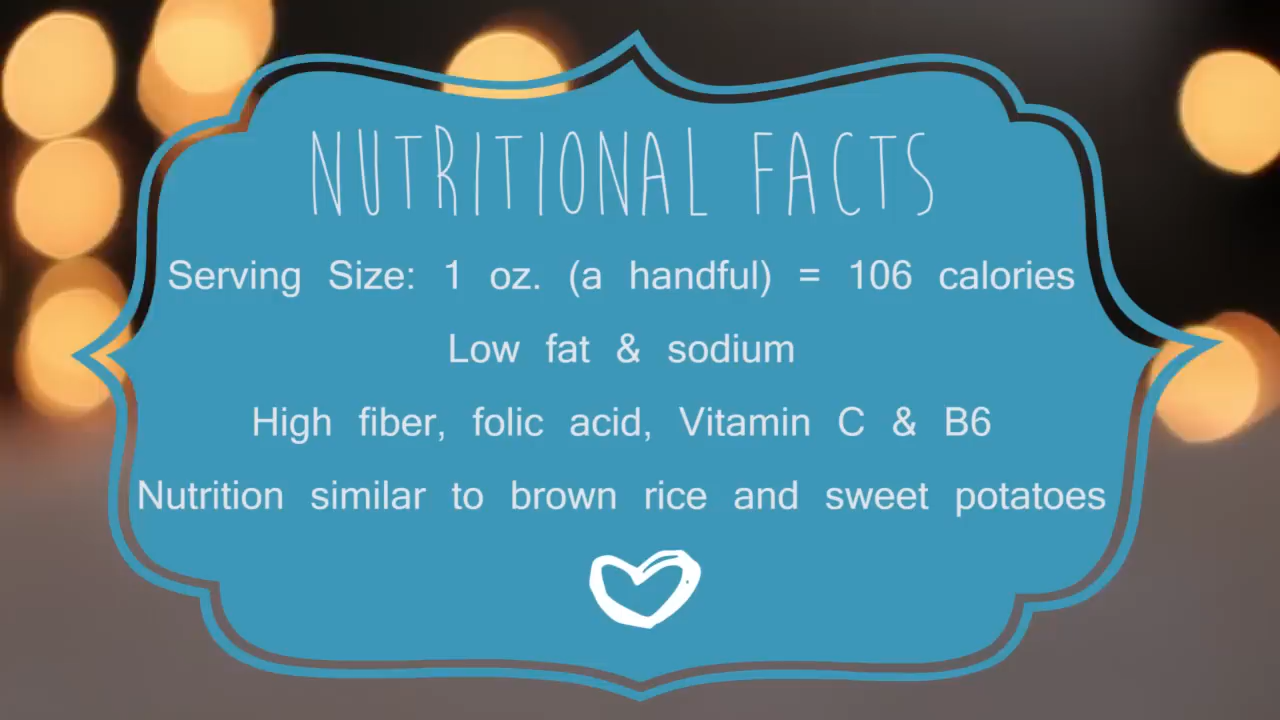 NUTRITIONAL FACTS
Serving Size: 1 oz. (a handful) = 106 calories
Low fat & sodium
High fiber, folic acid, Vitamin C & B6
Nutrition similar to brown rice and sweet potatoes